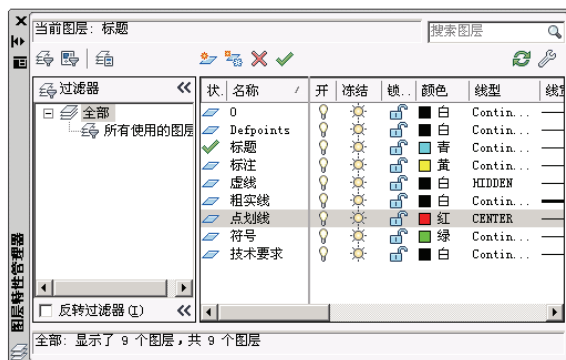 当前图层: 标题
搜索图层
过滤器
全部
所有使用的图层
反转过滤器(I)
状. 名称 开 冻结 锁.. 颜色 线型
0 白 Contin...
Defpoints 白 Contin...
标题 青 Contin...
标注 黄 Contin...
虚线 白 HIDDEN
粗实线 白 Contin...
点划线 红 CENTER
符号 绿 Contin...
技术要求 白 Contin...
全部: 显示了 9 个图层,共 9 个图层
图层特性管理器